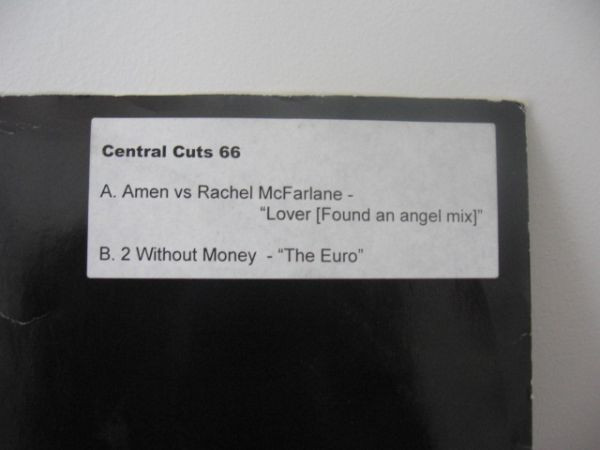 Central Cuts 66
A. Amen vs Rachel McFarlane -
“Lover [Found an angel mix]”
B. 2 Without Money - “The Euro”